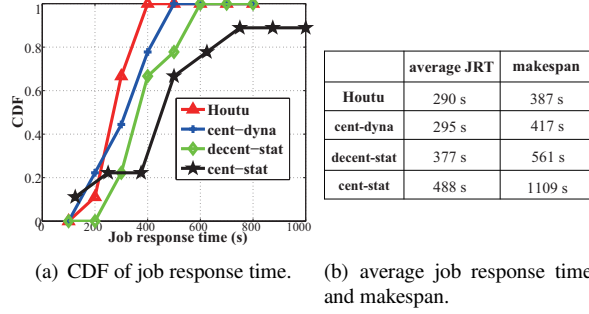 1
0.8
0.6
0.4
0.2
0
0 200 400 600 800 1000
CDF
Job response time (s)
Houtu
cent-dyna
decent-stat
cent-stat
(a) CDF of job response time.
average JRT makespan
Houtu 290 s 387 s
cent-dyna 295 s 417 s
decent-stat 377 s 561 s
cent-stat 488 s 1109 s
(b) average job response time
and makespan.